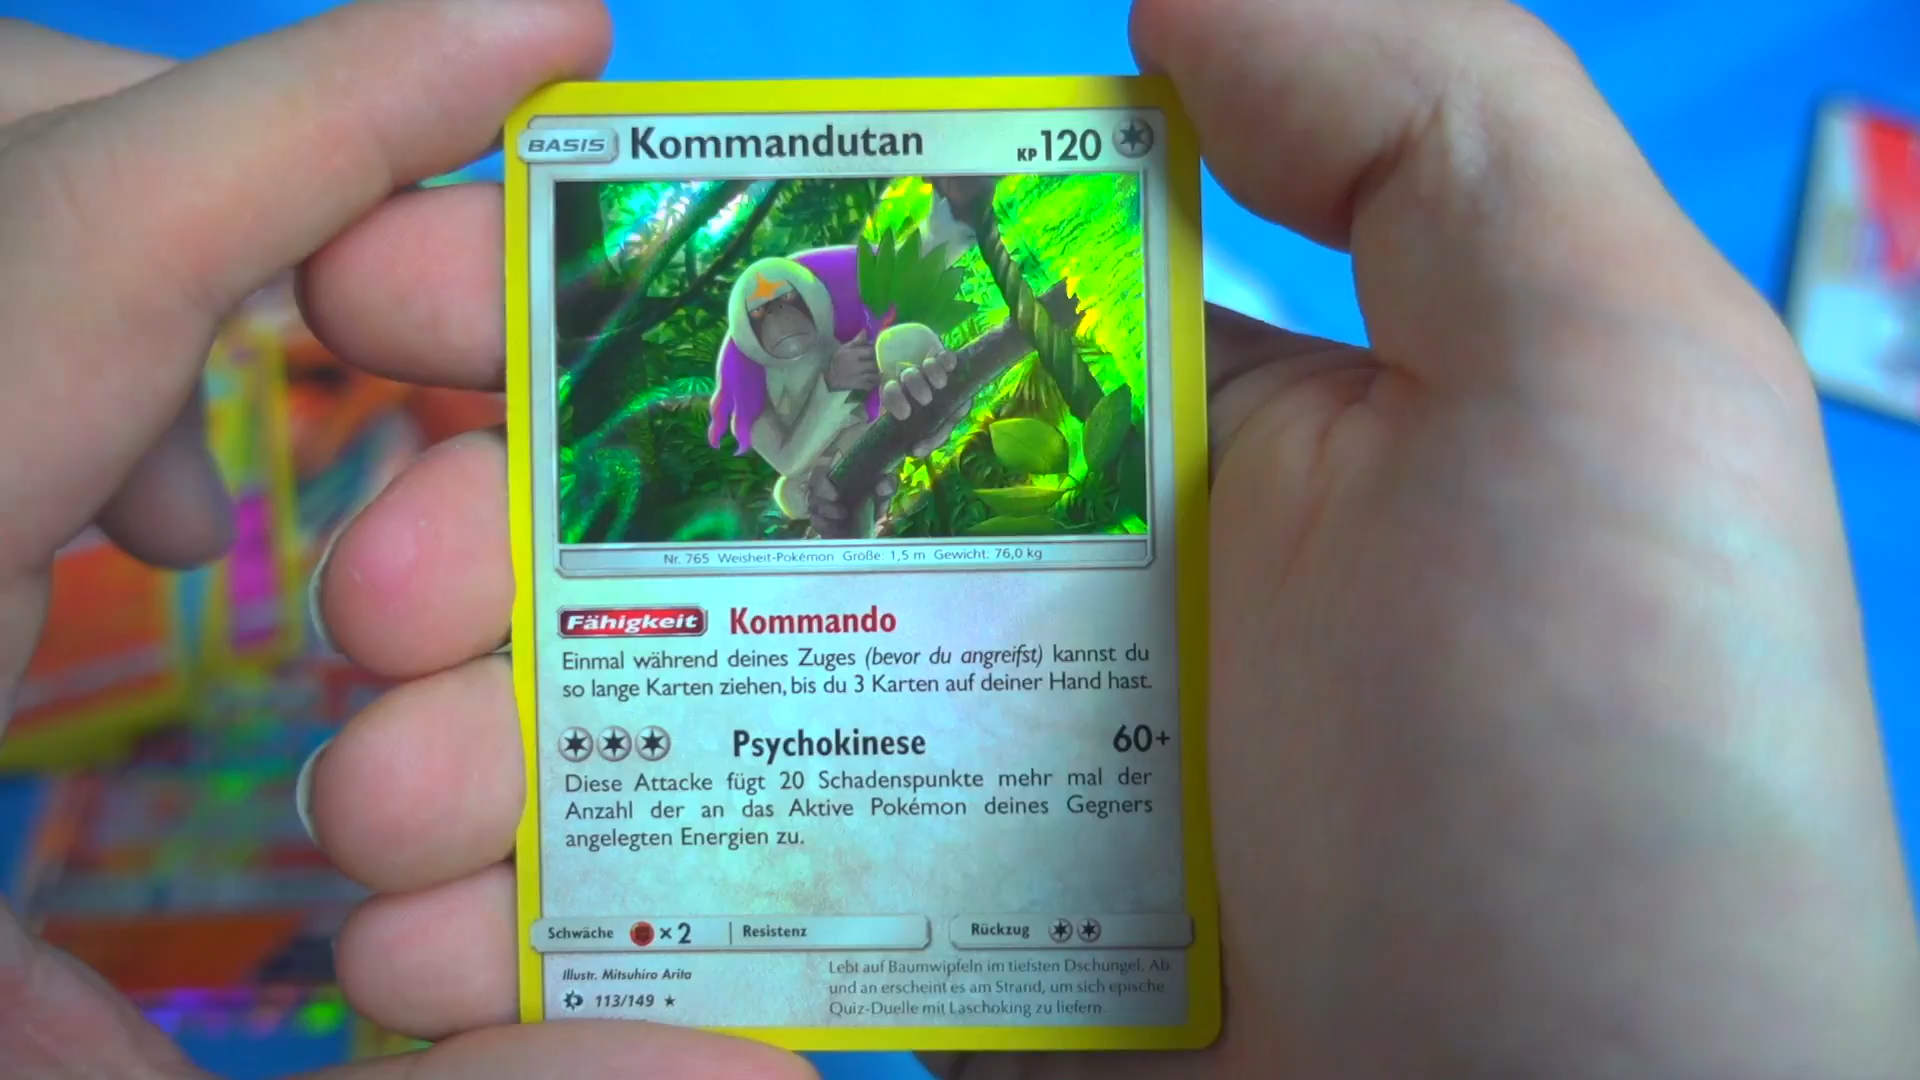 BASIS Kommandutan KP 120
Nr. 765 Weisheit-Pokémon Größe: 1,5 m Gewicht: 76,0 kg
Fähigkeit Kommando
Einmal während deines Zuges (bevor du angreifst) kannst du
so lange Karten ziehen, bis du 3 Karten auf deiner Hand hast.
Psychokinese 60+
Diese Attacke fügt 20 Schadenspunkte mehr mal der
Anzahl der an das Aktive Pokémon deines Gegners
angelegten Energien zu.
Schwäche ×2 Resistenz Rückzug
Illustr. Mitsuhiro Arita
113/149
Lebt auf Baumwipfeln im tiefsten Dschungel. Ab
und an erscheint es am Strand, um sich epische
Quiz-Duelle mit Laschoking zu liefern.